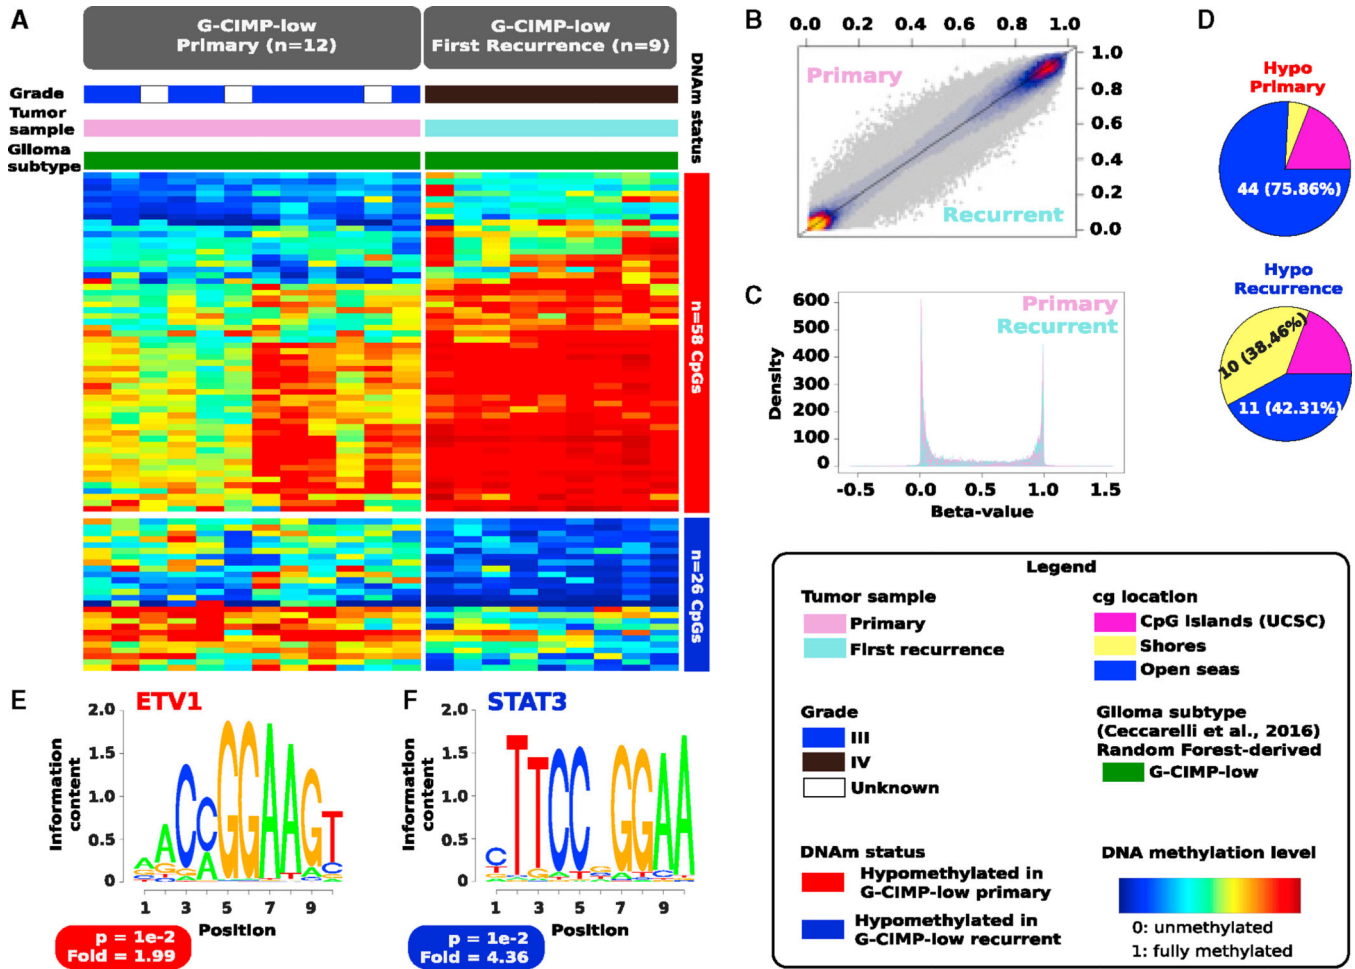 A
G-CIMP-low
Primary (n=12)
G-CIMP-low
First Recurrence (n=9)
DNAm status
Grade
Tumor
sample
Glioma
subtype
n=58 CpGs
n=26 CpGs
B
0.0 0.2 0.4 0.6 0.8 1.0
Primary
Recurrent
1.0
0.8
0.6
0.4
0.2
0.0
C
Primary
Recurrent
Density
600
500
400
300
200
100
0
-0.5 0.0 0.5 1.0 1.5
Beta-value
D
Hypo
Primary
44 (75.86%)
Hypo
Recurrence
10 (38.46%)
11 (42.31%)
E
ETV1
Information
content
2.0
1.5
1.0
0.5
0
1 3 5 7 9
Position
p = 1e-2
Fold = 1.99
F
STAT3
Information
content
2.0
1.5
1.0
0.5
0
1 3 5 7 9
Position
p = 1e-2
Fold = 4.36
Legend
Tumor sample
Primary
First recurrence
Grade
III
IV
Unknown
DNAm status
Hypomethylated in
G-CIMP-low primary
Hypomethylated in
G-CIMP-low recurrent
cg location
CpG Islands (UCSC)
Shores
Open seas
Glioma subtype
(Ceccarelli et al., 2016)
Random Forest-derived
G-CIMP-low
DNA methylation level
0: unmethylated
1: fully methylated